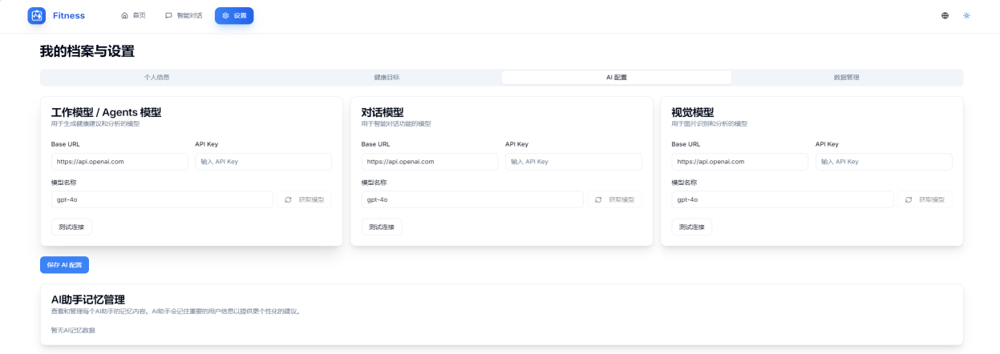 Fitness
首页
智能对话
设置
我的档案与设置
个人信息
健康目标
AI 配置
数据管理
工作模型 / Agents 模型
用于生成健康建议和分析的模型
Base URL
API Key
https://api.openai.com
输入 API Key
模型名称
gpt-4o
获取模型
测试连接
对话模型
用于智能对话功能的模型
Base URL
API Key
https://api.openai.com
输入 API Key
模型名称
gpt-4o
获取模型
测试连接
视觉模型
用于图片识别和分析的模型
Base URL
API Key
https://api.openai.com
输入 API Key
模型名称
gpt-4o
获取模型
测试连接
保存 AI 配置
AI助手记忆管理
查看和管理每个AI助手的记忆内容。AI助手会记住重要的用户信息以提供更个性化的建议。
暂无AI记忆数据